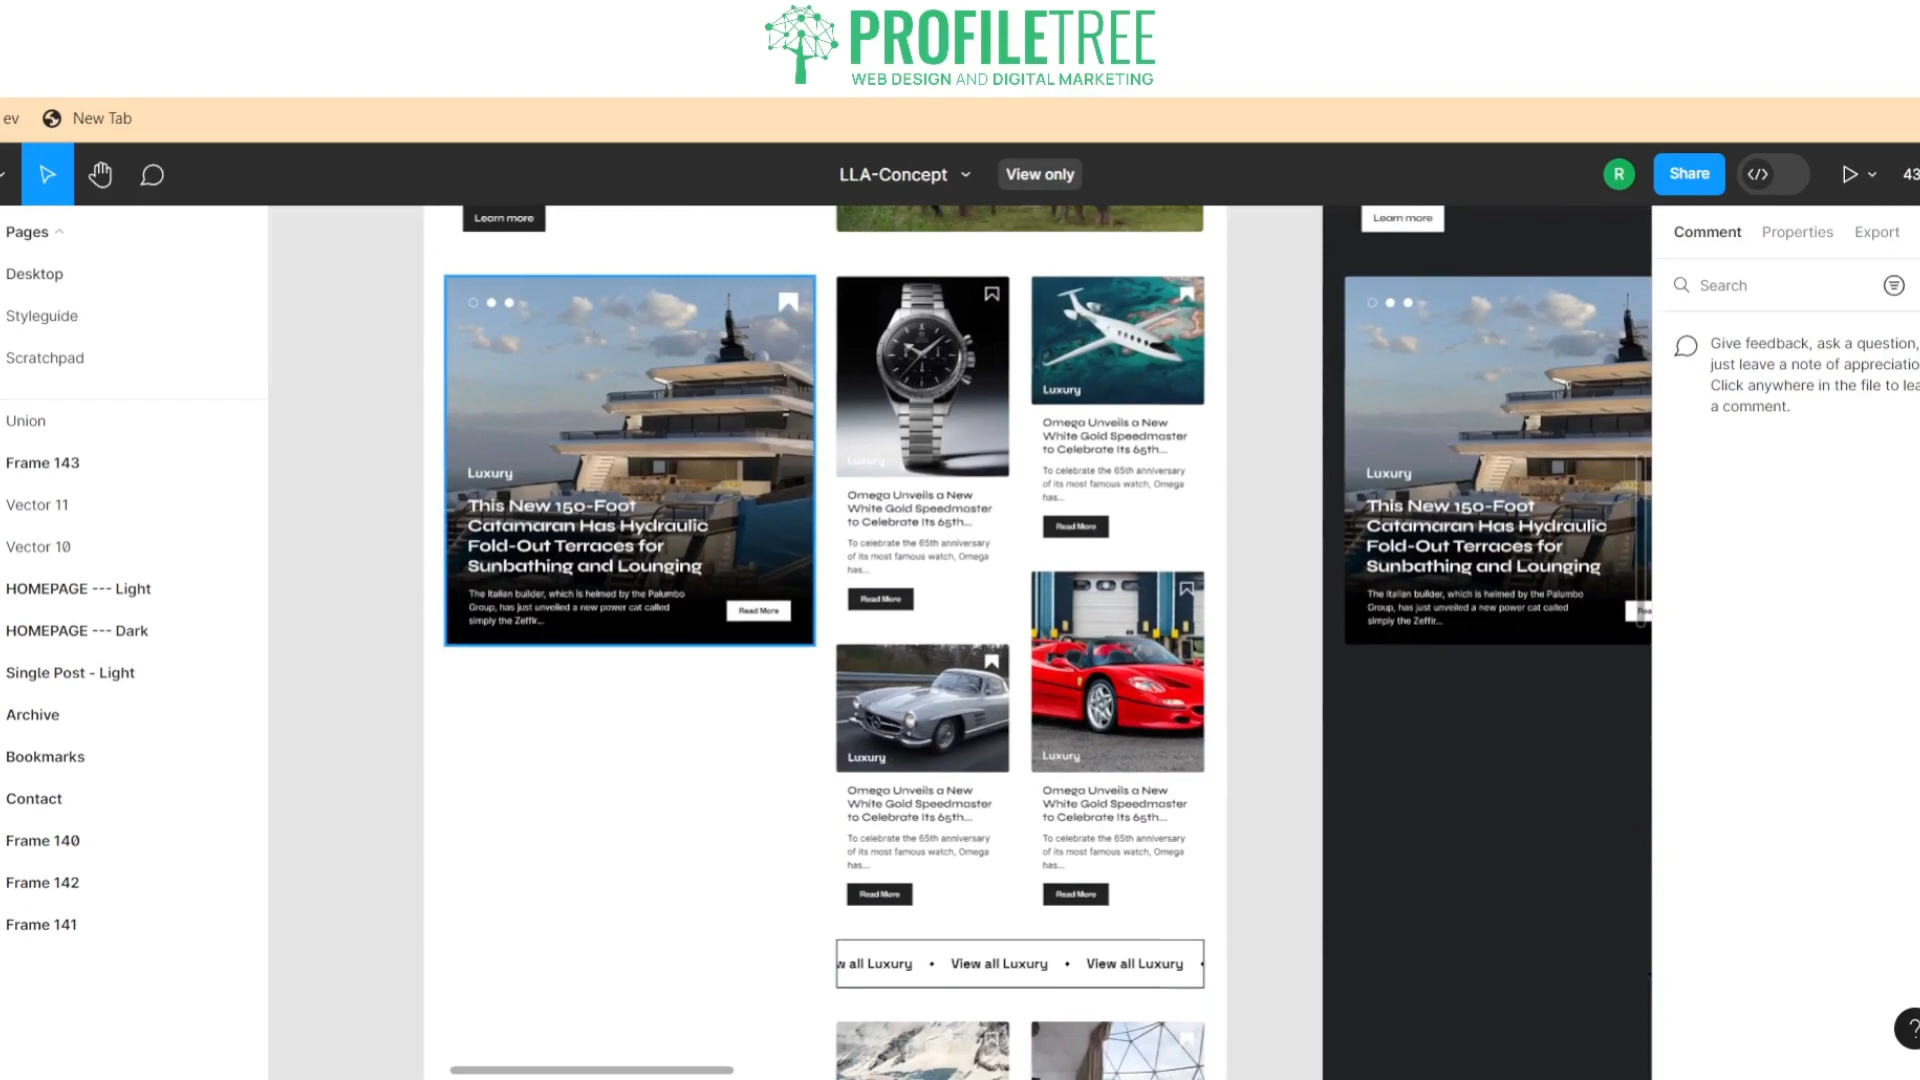 PROFILETREE
WEB DESIGN AND DIGITAL MARKETING
ev
New Tab
LLA-Concept
View only
R
Share
</>
43
Pages
Desktop
Styleguide
Scratchpad
Union
Frame 143
Vector 11
Vector 10
HOMEPAGE --- Light
HOMEPAGE --- Dark
Single Post - Light
Archive
Bookmarks
Contact
Frame 140
Frame 142
Frame 141
Learn more
Luxury
This New 150-Foot
Catamaran Has Hydraulic
Fold-Out Terraces for
Sunbathing and Lounging
The Italian builder, which is helmed by the Palumbo
Group, has just unveiled a new power cat called
simply the Zeffir...
Read More
Luxury
Omega Unveils a New
White Gold Speedmaster
to Celebrate Its 65th...
To celebrate the 65th anniversary
of its most famous watch, Omega
has...
Read More
Luxury
Omega Unveils a New
White Gold Speedmaster
to Celebrate Its 65th...
To celebrate the 65th anniversary
of its most famous watch, Omega
has...
Read More
Luxury
Omega Unveils a New
White Gold Speedmaster
to Celebrate Its 65th...
To celebrate the 65th anniversary
of its most famous watch, Omega
has...
Read More
Luxury
Omega Unveils a New
White Gold Speedmaster
to Celebrate Its 65th...
To celebrate the 65th anniversary
of its most famous watch, Omega
has...
Read More
w all Luxury • View all Luxury • View all Luxury •
Learn more
Luxury
This New 150-Foot
Catamaran Has Hydraulic
Fold-Out Terraces for
Sunbathing and Lounging
The Italian builder, which is helmed by the Palumbo
Group, has just unveiled a new power cat called
simply the Zeffir...
Rea
Comment
Properties
Export
Search
Give feedback, ask a question,
just leave a note of appreciatio
Click anywhere in the file to lea
a comment.
?